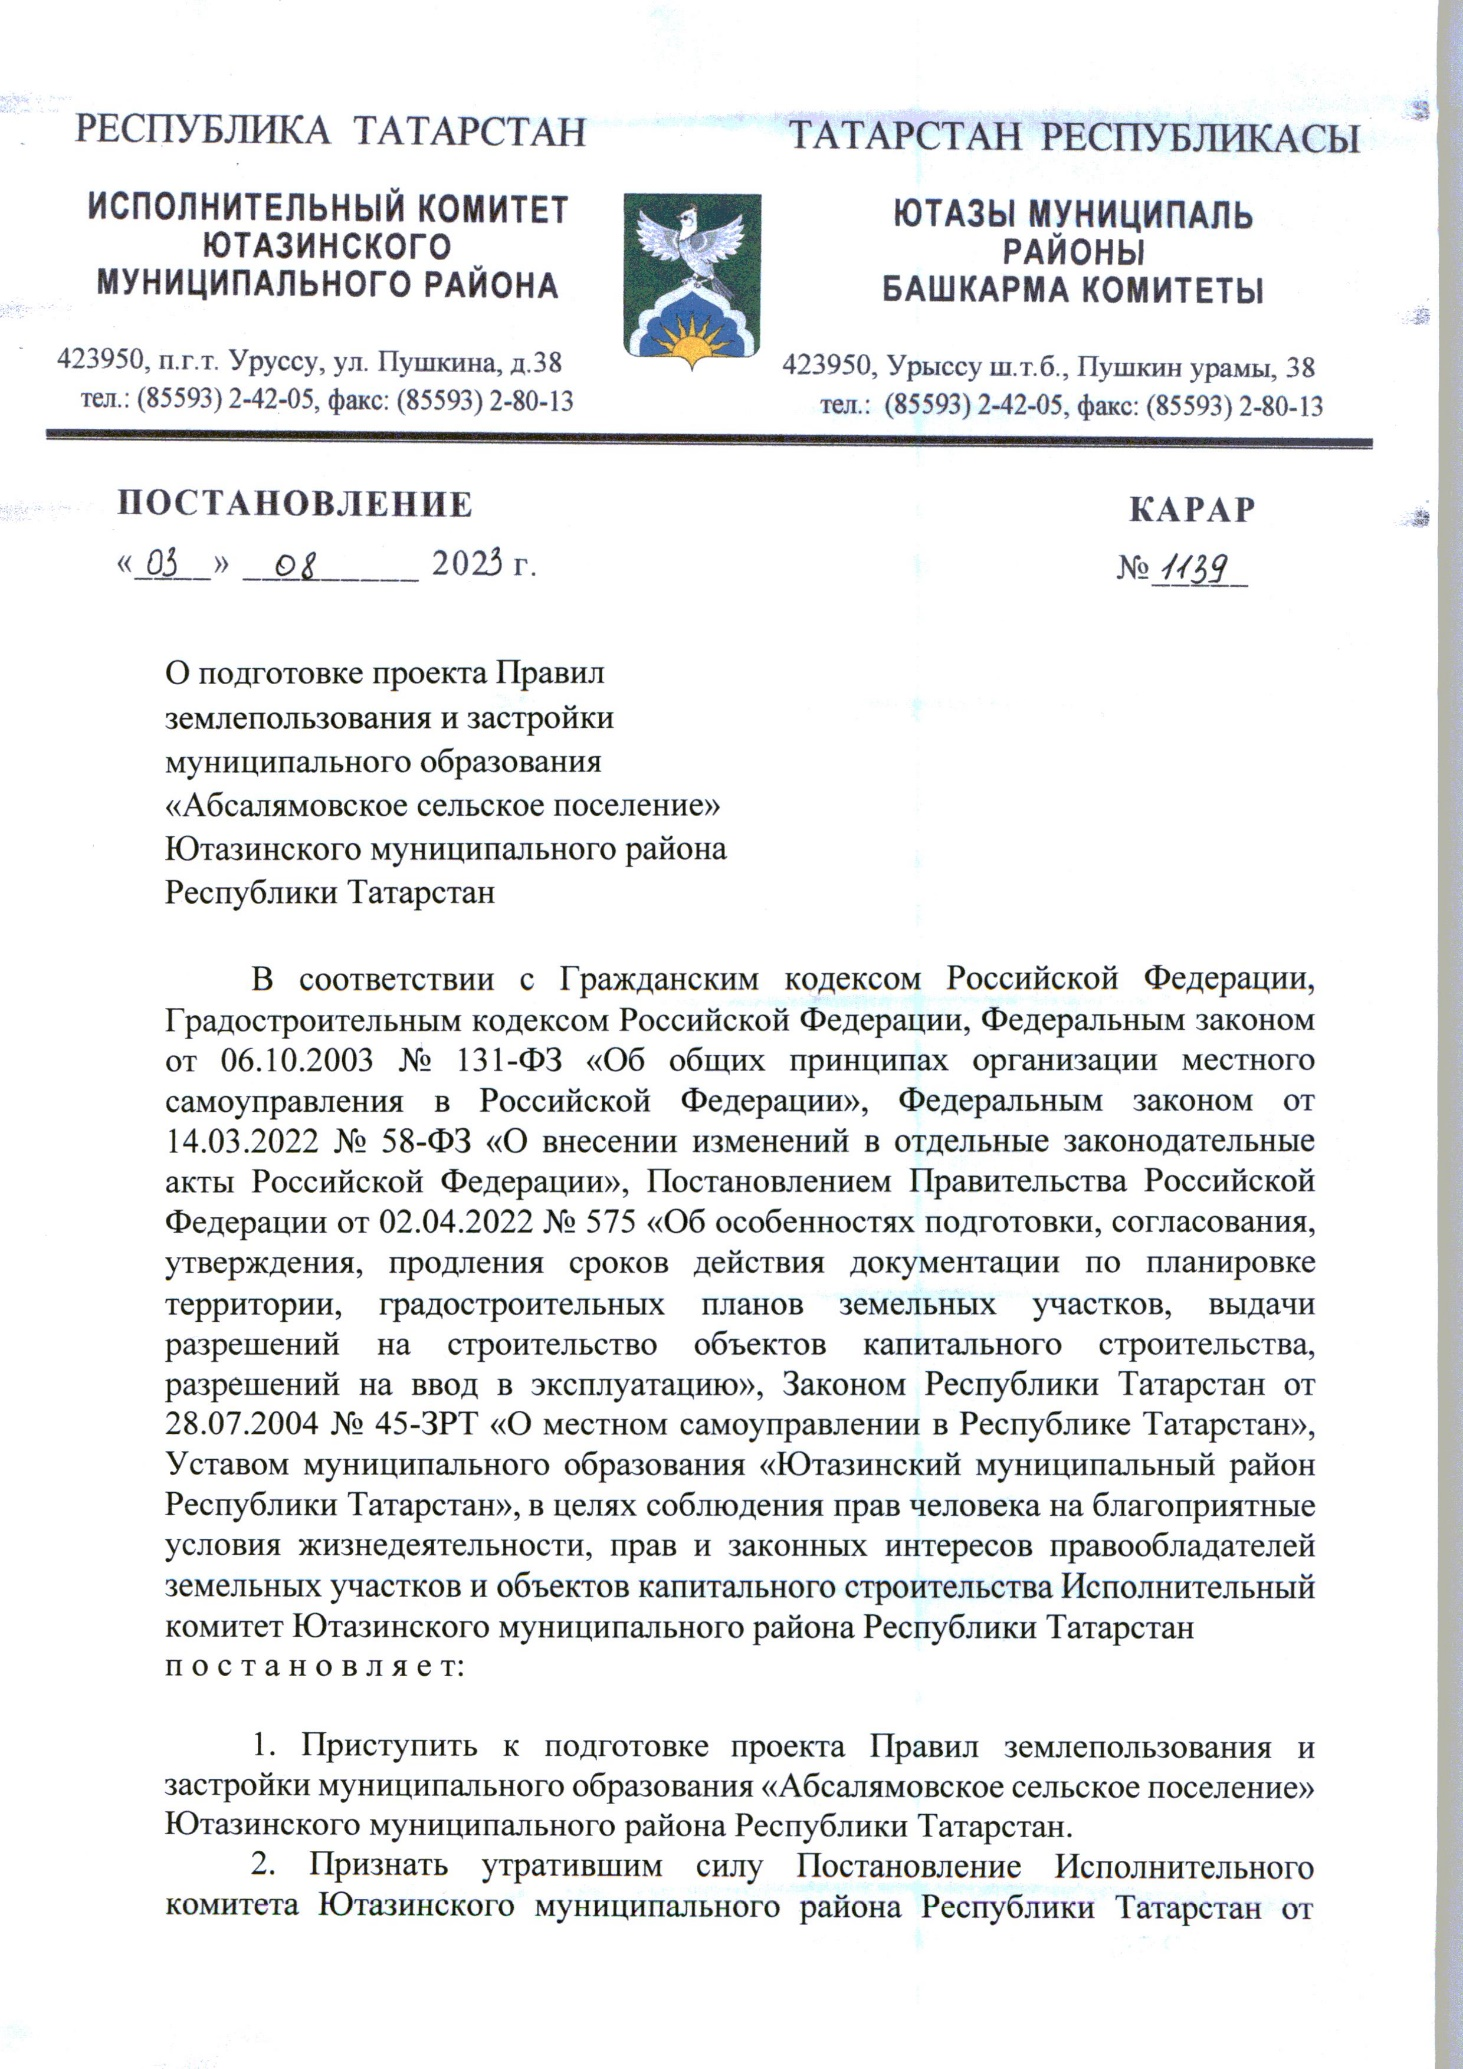 РЕСПУБЛИКА ТАТАРСТАН
ИСПОЛНИТЕЛЬНЫЙ КОМИТЕТ
ЮТАЗИНСКОГО
МУНИЦИПАЛЬНОГО РАЙОНА
423950, п.г.т. Уруссу, ул. Пушкина, д.38
тел.: (85593) 2-42-05, факс: (85593) 2-80-13
ТАТАРСТАН РЕСПУБЛИКАСЫ
ЮТАЗЫ МУНИЦИПАЛЬ
РАЙОНЫ
БАШКАРМА КОМИТЕТЫ
423950, Урыссу ш.т.б., Пушкин урамы, 38
тел.: (85593) 2-42-05, факс: (85593) 2-80-13
ПОСТАНОВЛЕНИЕ
КАРАР
«03» 08 2023 г.
№ 1139
О подготовке проекта Правил
землепользования и застройки
муниципального образования
«Абсалямовское сельское поселение»
Ютазинского муниципального района
Республики Татарстан
В соответствии с Гражданским кодексом Российской Федерации,
Градостроительным кодексом Российской Федерации, Федеральным законом
от 06.10.2003 № 131-ФЗ «Об общих принципах организации местного
самоуправления в Российской Федерации», Федеральным законом от
14.03.2022 № 58-ФЗ «О внесении изменений в отдельные законодательные
акты Российской Федерации», Постановлением Правительства Российской
Федерации от 02.04.2022 № 575 «Об особенностях подготовки, согласования,
утверждения, продления сроков действия документации по планировке
территории, градостроительных планов земельных участков, выдачи
разрешений на строительство объектов капитального строительства,
разрешений на ввод в эксплуатацию», Законом Республики Татарстан от
28.07.2004 № 45-ЗРТ «О местном самоуправлении в Республике Татарстан»,
Уставом муниципального образования «Ютазинский муниципальный район
Республики Татарстан», в целях соблюдения прав человека на благоприятные
условия жизнедеятельности, прав и законных интересов правообладателей
земельных участков и объектов капитального строительства Исполнительный
комитет Ютазинского муниципального района Республики Татарстан
п о с т а н о в л я е т:
1. Приступить к подготовке проекта Правил землепользования и
застройки муниципального образования «Абсалямовское сельское поселение»
Ютазинского муниципального района Республики Татарстан.
2. Признать утратившим силу Постановление Исполнительного
комитета Ютазинского муниципального района Республики Татарстан от